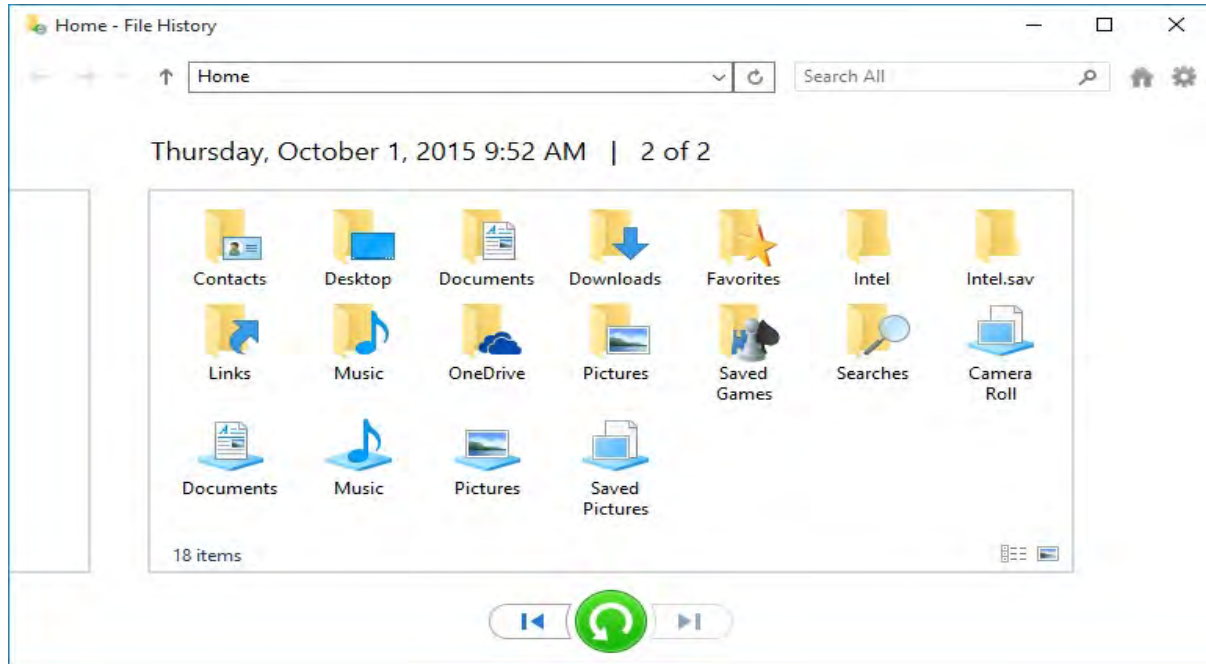 Home - File History
Home
Search All
Thursday, October 1, 2015 9:52 AM | 2 of 2
Contacts Desktop Documents Downloads Favorites Intel Intel.sav
Links Music OneDrive Pictures Saved Games Searches Camera Roll
Documents Music Pictures Saved Pictures
18 items